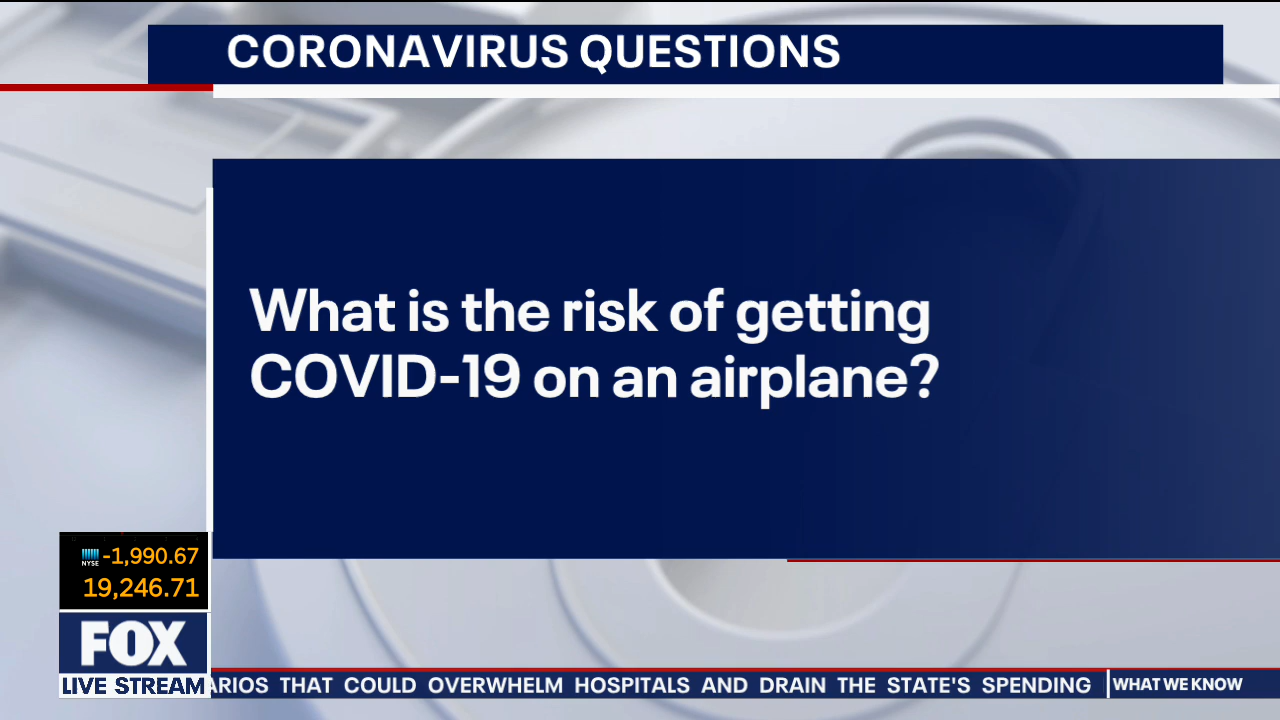 CORONAVIRUS QUESTIONS
What is the risk of getting
COVID-19 on an airplane?
NYSE -1,990.67
19,246.71
FOX
LIVE STREAM
ARIOS THAT COULD OVERWHELM HOSPITALS AND DRAIN THE STATE'S SPENDING
WHAT WE KNOW